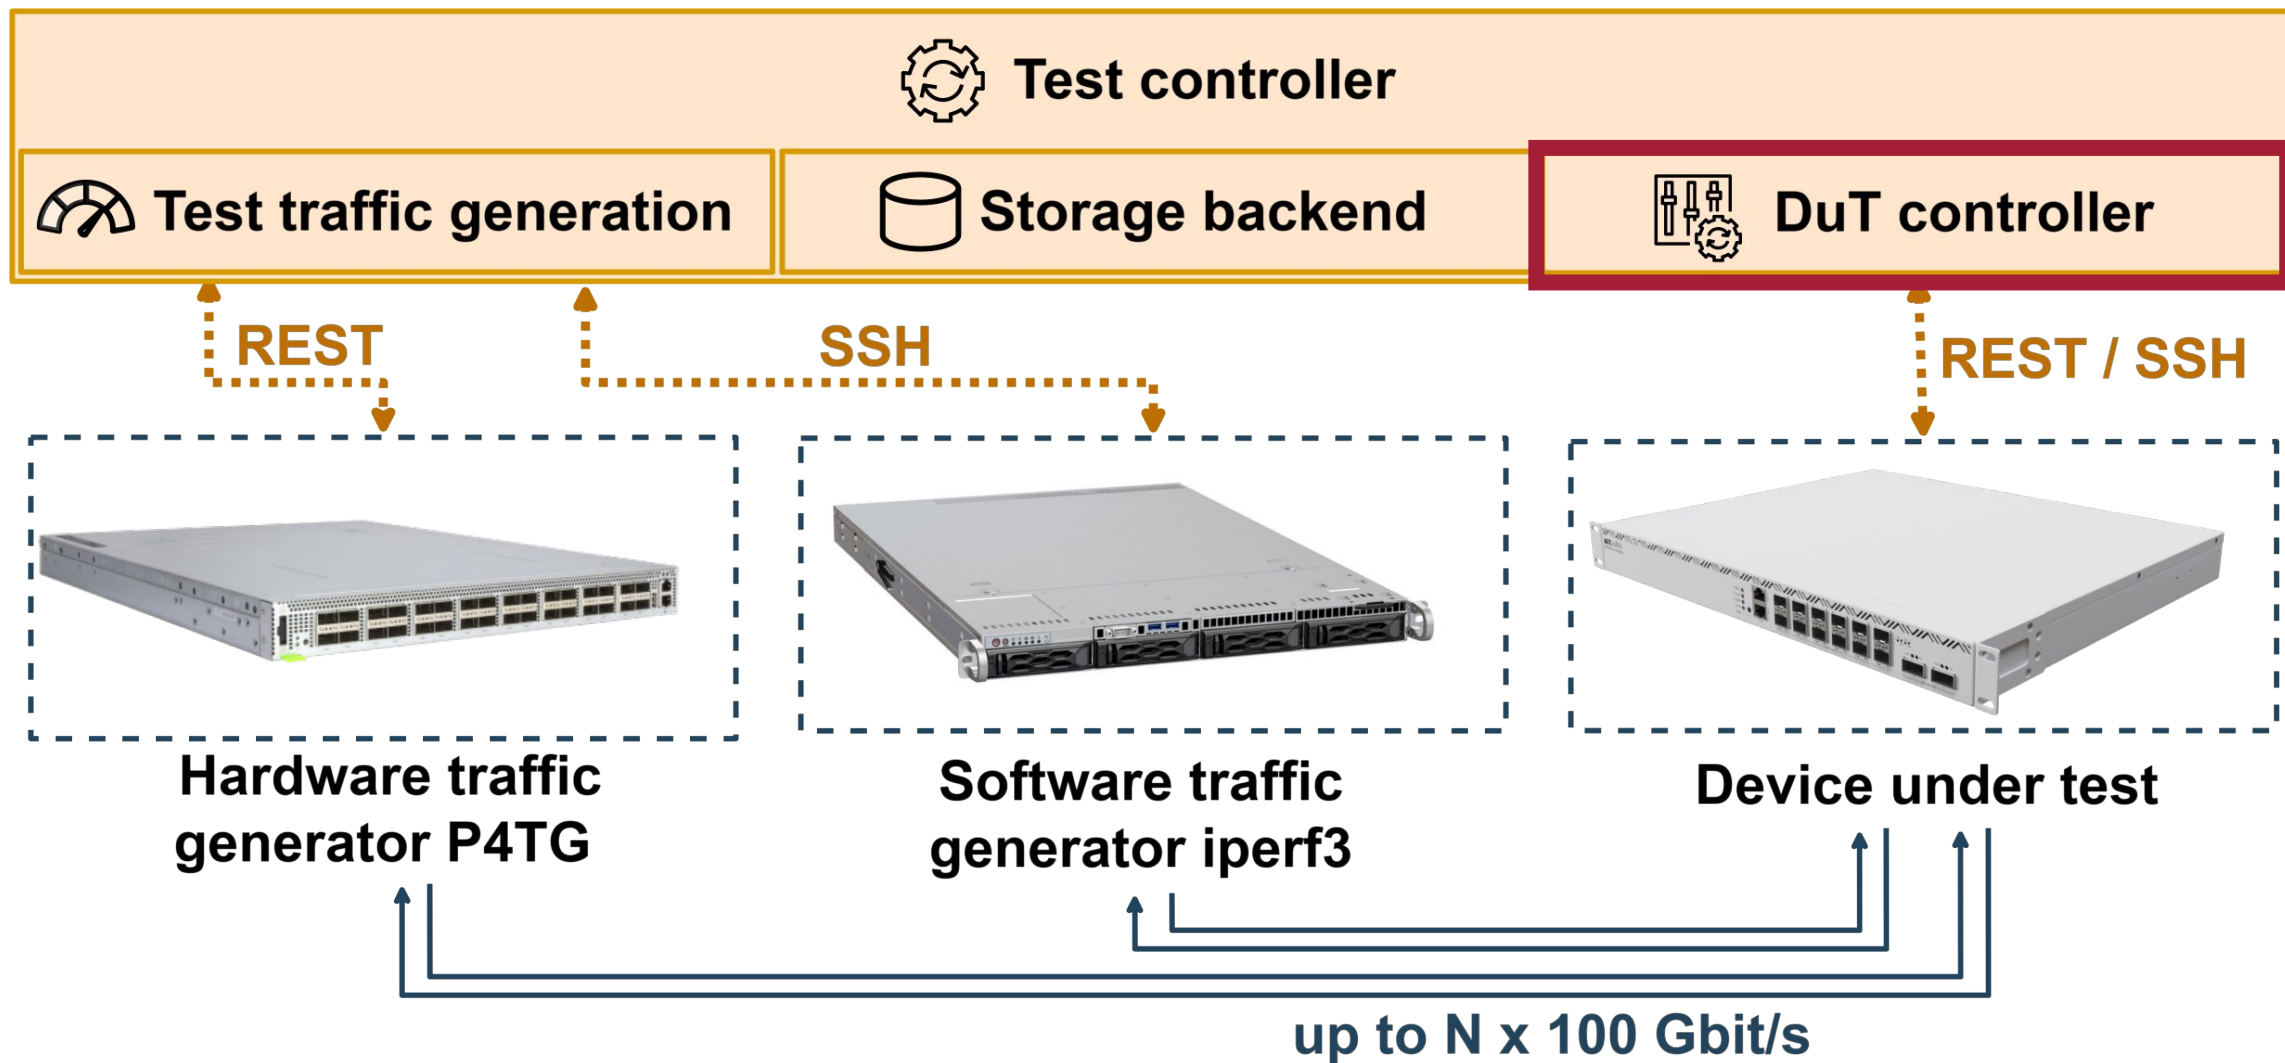 Test controller
Test traffic generation
Storage backend
DuT controller
REST
SSH
REST / SSH
Hardware traffic
generator P4TG
Software traffic
generator iperf3
Device under test
up to N x 100 Gbit/s